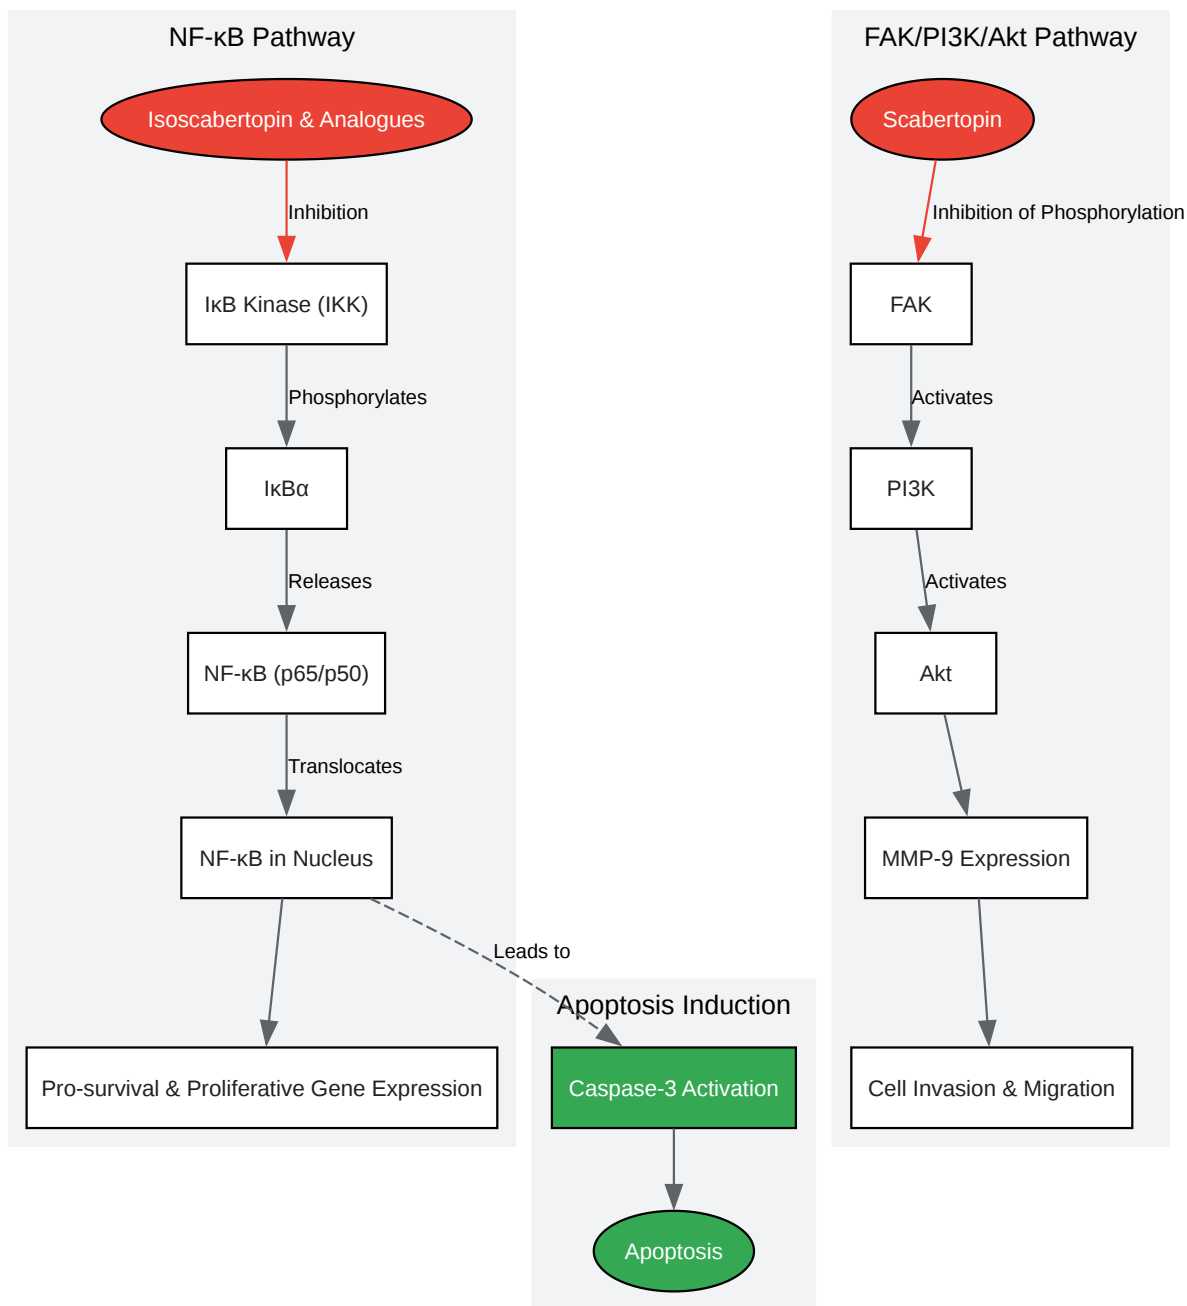 NF-κB Pathway
Isoscabertopin & Analogues
Inhibition
IκB Kinase (IKK)
Phosphorylates
IκBα
Releases
NF-κB (p65/p50)
Translocates
NF-κB in Nucleus
Leads to
Pro-survival & Proliferative Gene Expression
Apoptosis Induction
Caspase-3 Activation
Apoptosis
FAK/PI3K/Akt Pathway
Scabertopin
Inhibition of Phosphorylation
FAK
Activates
PI3K
Activates
Akt
MMP-9 Expression
Cell Invasion & Migration